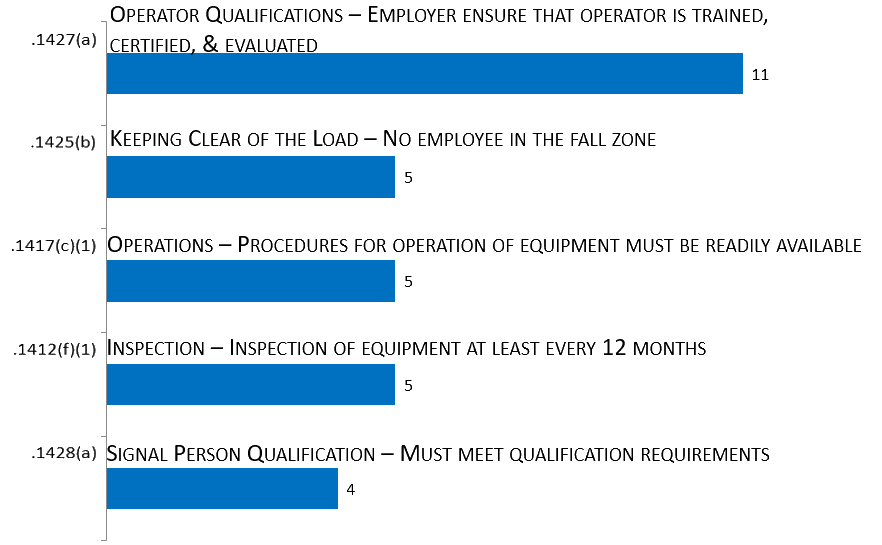 .1427(a)
OPERATOR QUALIFICATIONS – EMPLOYER ENSURE THAT OPERATOR IS TRAINED,
CERTIFIED, & EVALUATED
11
.1425(b)
KEEPING CLEAR OF THE LOAD – NO EMPLOYEE IN THE FALL ZONE
5
.1417(c)(1)
OPERATIONS – PROCEDURES FOR OPERATION OF EQUIPMENT MUST BE READILY AVAILABLE
5
.1412(f)(1)
INSPECTION – INSPECTION OF EQUIPMENT AT LEAST EVERY 12 MONTHS
5
.1428(a)
SIGNAL PERSON QUALIFICATION – MUST MEET QUALIFICATION REQUIREMENTS
4